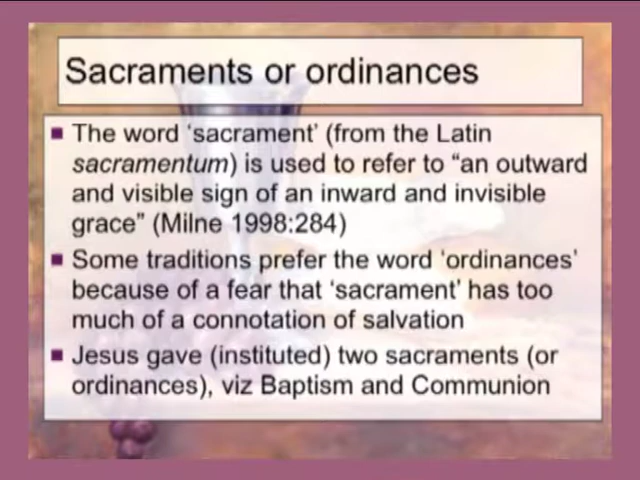 Sacraments or ordinances
The word ‘sacrament’ (from the Latin
sacramentum) is used to refer to “an outward
and visible sign of an inward and invisible
grace” (Milne 1998:284)
Some traditions prefer the word ‘ordinances’
because of a fear that ‘sacrament’ has too
much of a connotation of salvation
Jesus gave (instituted) two sacraments (or
ordinances), viz Baptism and Communion